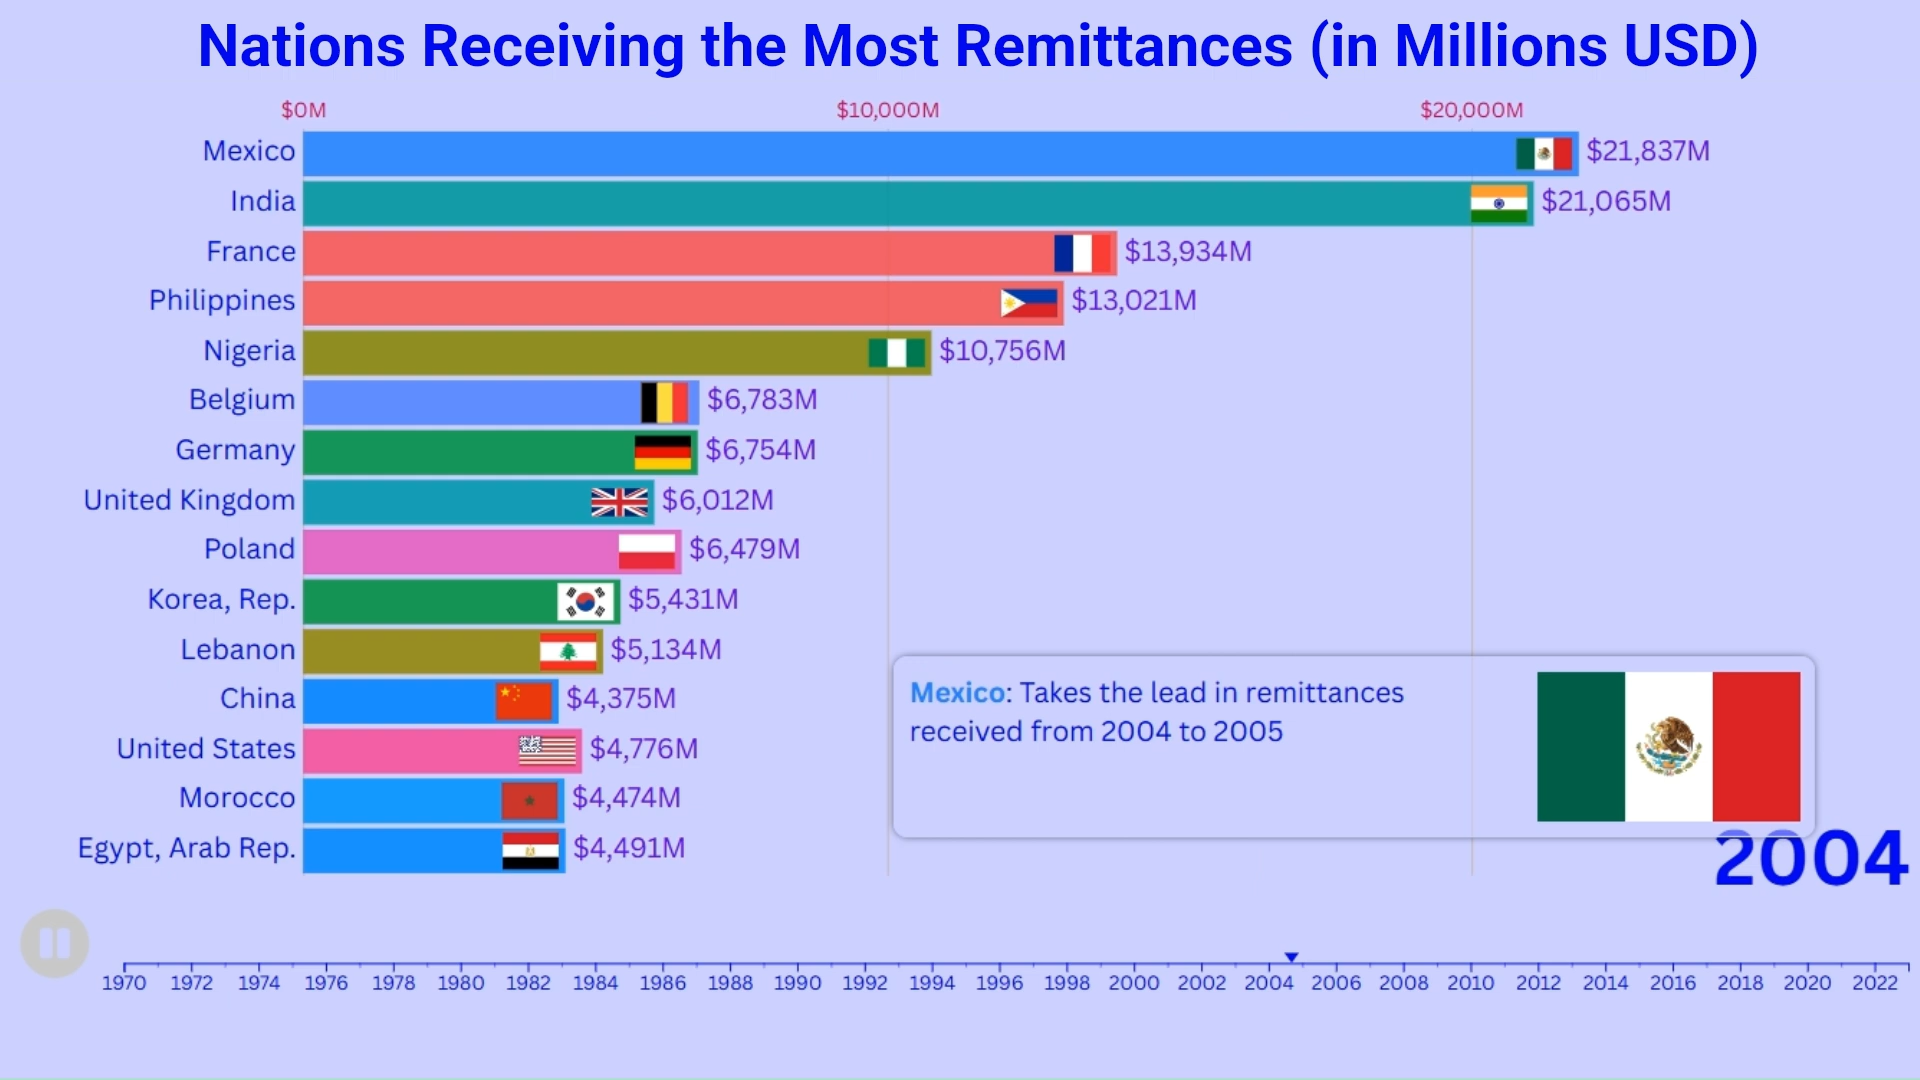 Nations Receiving the Most Remittances (in Millions USD)
$0M $10,000M $20,000M
Mexico $21,837M
India $21,065M
France $13,934M
Philippines $13,021M
Nigeria $10,756M
Belgium $6,783M
Germany $6,754M
United Kingdom $6,012M
Poland $6,479M
Korea, Rep. $5,431M
Lebanon $5,134M
China $4,375M
United States $4,776M
Morocco $4,474M
Egypt, Arab Rep. $4,491M
Mexico: Takes the lead in remittances
received from 2004 to 2005
2004
1970 1972 1974 1976 1978 1980 1982 1984 1986 1988 1990 1992 1994 1996 1998 2000 2002 2004 2006 2008 2010 2012 2014 2016 2018 2020 2022